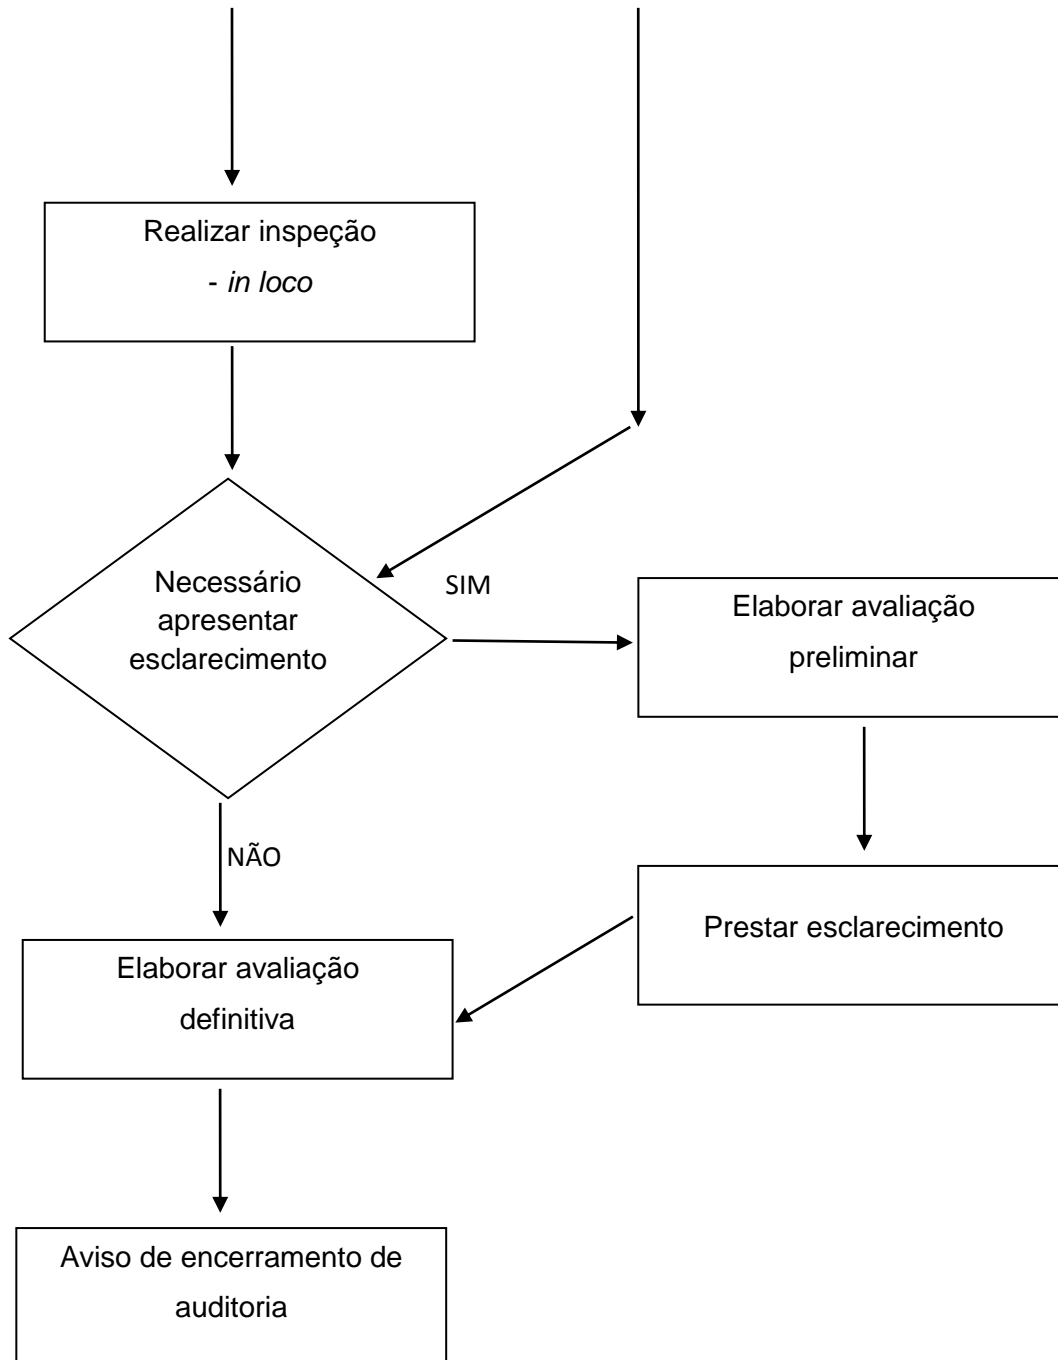 Realizar inspeção
- in loco
Necessário
apresentar
esclarecimento
SIM
Elaborar avaliação
preliminar
NÃO
Prestar esclarecimento
Elaborar avaliação
definitiva
Aviso de encerramento de
auditoria